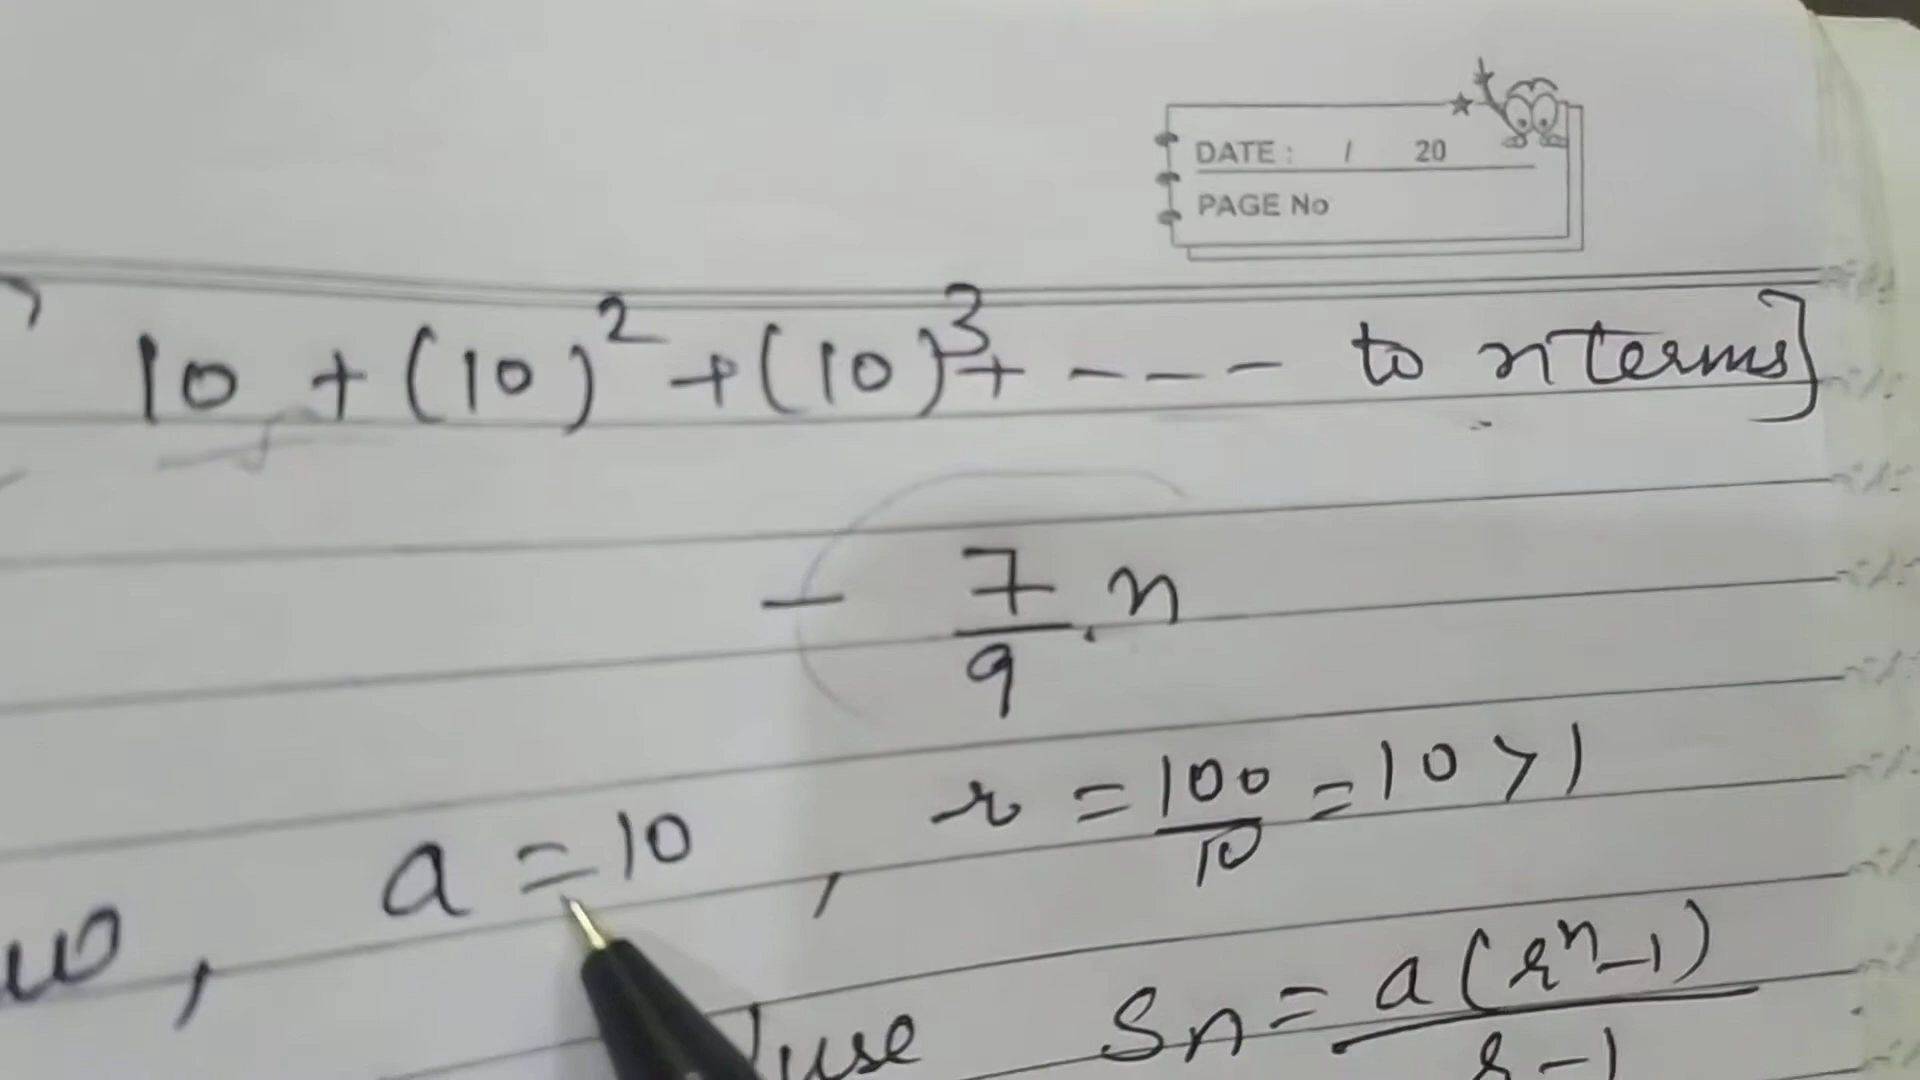 DATE : / 20
PAGE No
10 + (10)² + (10)³ + - - - - to n terms]
- 7/9 . n
a = 10 , r = 100/10 = 10 > 1
, use Sn = a(rⁿ-1)/r-1